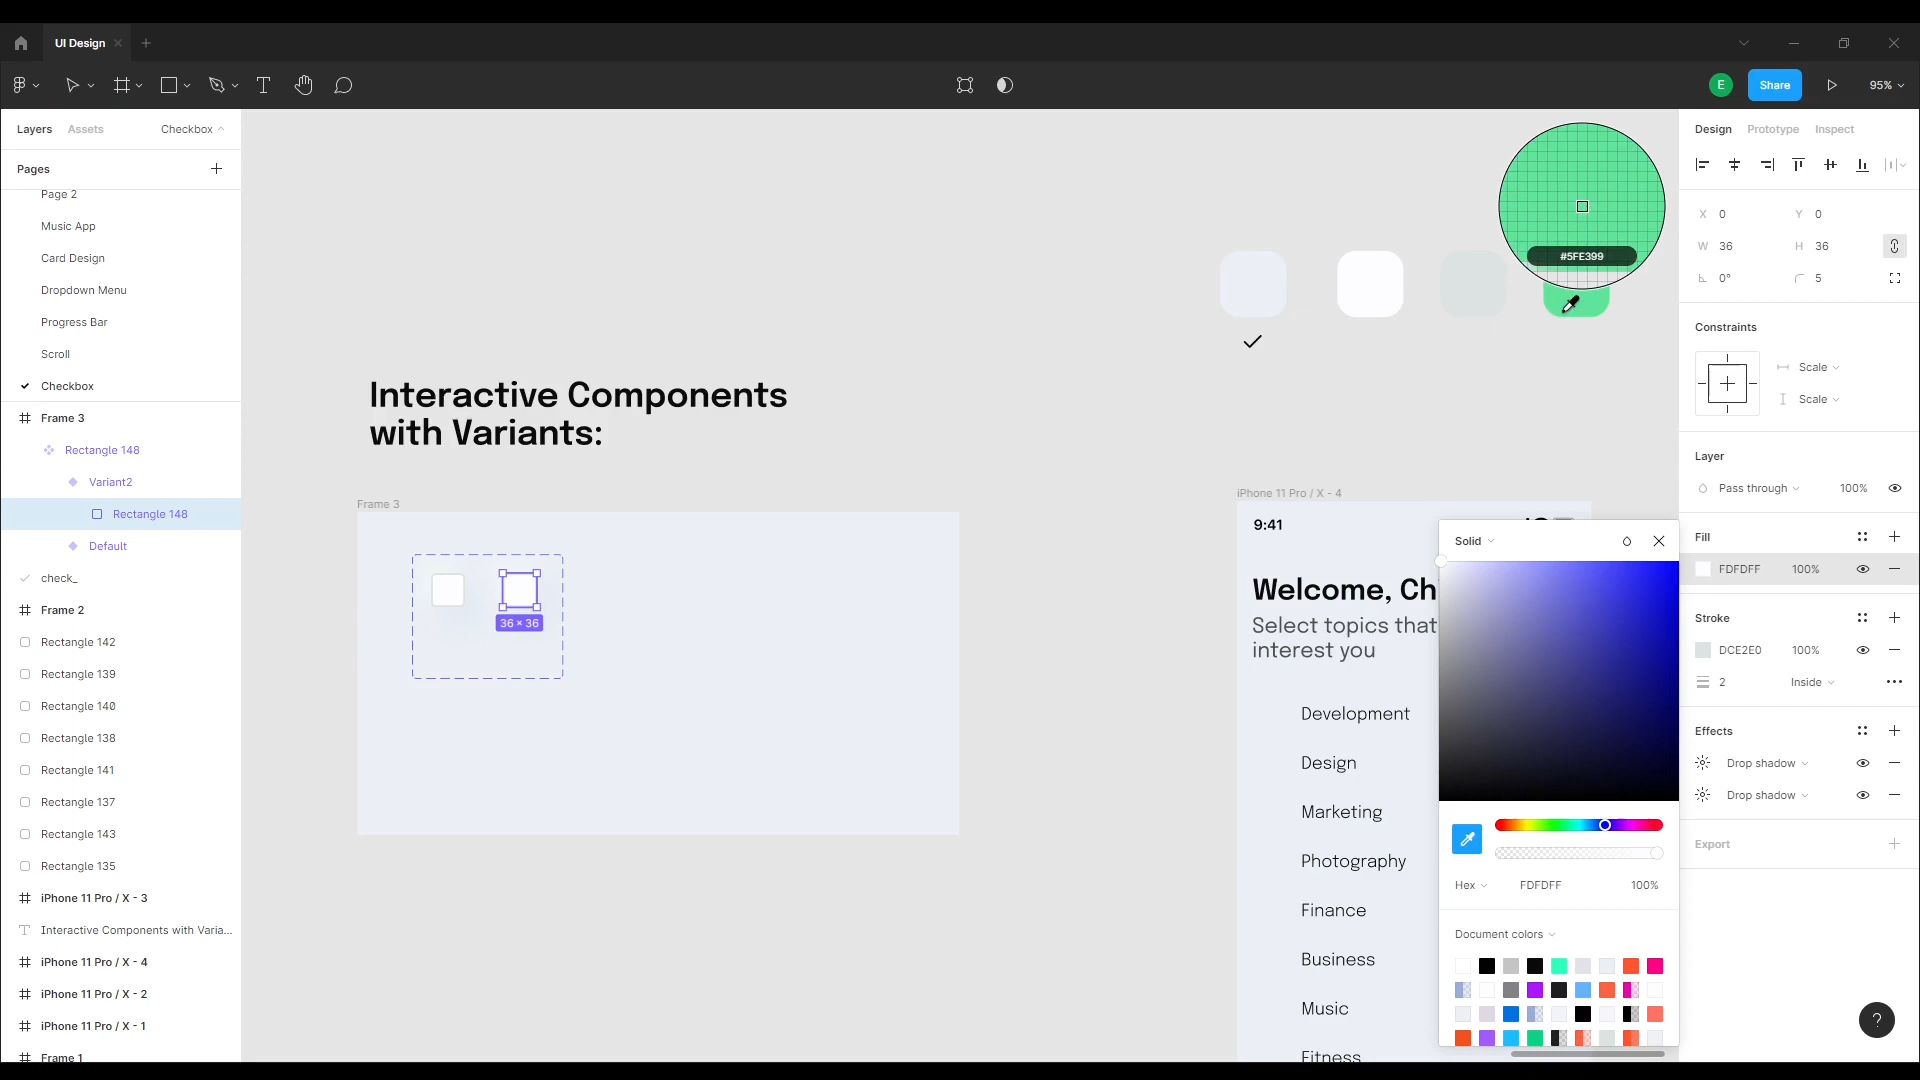 UI Design
E
Share
95%
Layers
Assets
Checkbox
Pages
Page 2
Music App
Card Design
Dropdown Menu
Progress Bar
Scroll
Checkbox
Frame 3
Rectangle 148
Variant2
Rectangle 148
Default
check_
Frame 2
Rectangle 142
Rectangle 139
Rectangle 140
Rectangle 138
Rectangle 141
Rectangle 137
Rectangle 143
Rectangle 135
iPhone 11 Pro / X - 3
Interactive Components with Varia...
iPhone 11 Pro / X - 4
iPhone 11 Pro / X - 2
iPhone 11 Pro / X - 1
Frame 1
Interactive Components
with Variants:
Frame 3
36 × 36
#5FE399
iPhone 11 Pro / X - 4
9:41
Welcome, Ch
Select topics that
interest you
Development
Design
Marketing
Photography
Finance
Business
Music
Fitness
Solid
Hex
FDFDFF
100%
Document colors
Design
Prototype
Inspect
X 0
Y 0
W 36
H 36
0°
5
Constraints
Scale
Scale
Layer
Pass through
100%
Fill
FDFDFF
100%
Stroke
DCE2E0
100%
2
Inside
Effects
Drop shadow
Drop shadow
Export
?